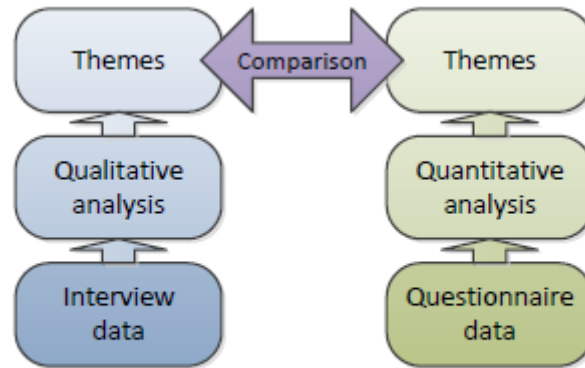 Themes
Comparison
Themes
Qualitative
analysis
Quantitative
analysis
Interview
data
Questionnaire
data